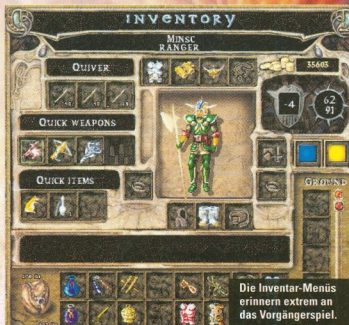 INVENTORY
MINSC
RANGER
QUIVER
35603
-4
62
91
QUICK WEAPONS
QUICK ITEMS
GROUND
Die Inventar-Menüs
erinnern extrem an
das Vorgängerspiel.